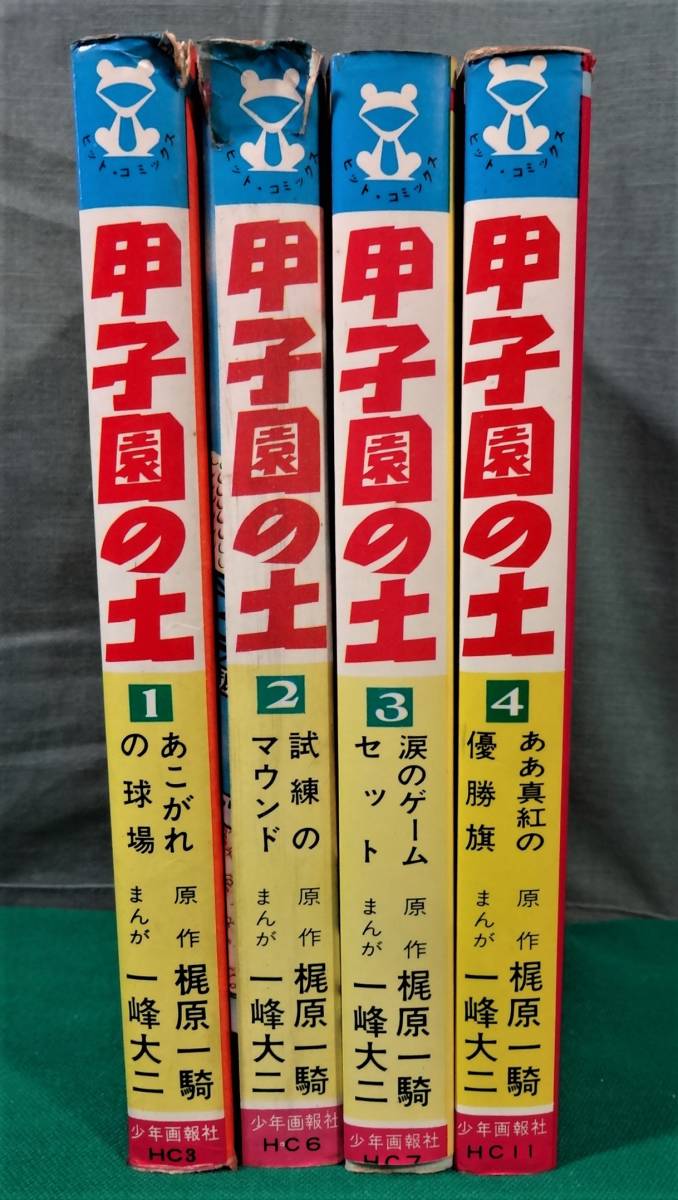 ヒット・コミックス
甲子園の土
1
あこがれ
の球場
原作 梶原一騎
まんが 一峰大二
少年画報社
HC3
ヒット・コミックス
甲子園の土
2
試練の
マウンド
原作 梶原一騎
まんが 一峰大二
少年画報社
HC6
ヒット・コミックス
甲子園の土
3
涙のゲーム
セット
原作 梶原一騎
まんが 一峰大二
少年画報社
HC7
ヒット・コミックス
甲子園の土
4
ああ真紅の
優勝旗
原作 梶原一騎
まんが 一峰大二
少年画報社
HC11